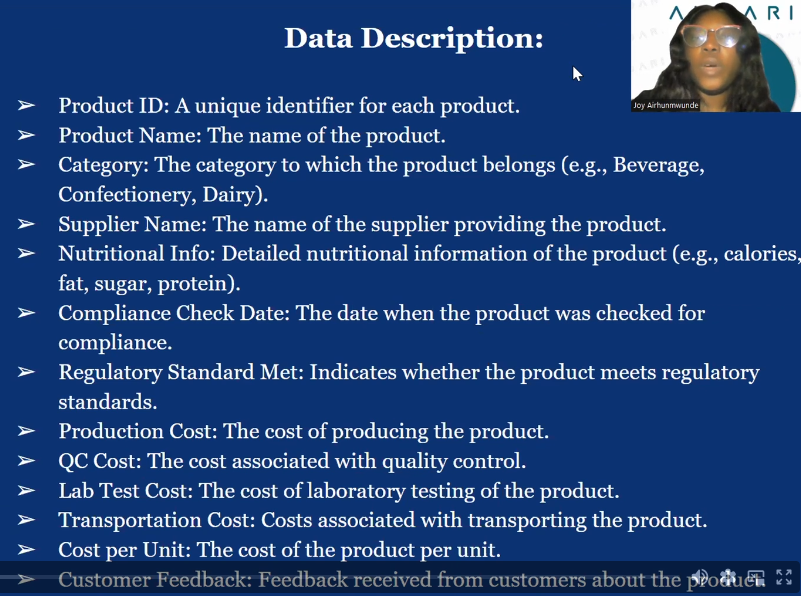 Data Description:
ARI
Joy Airhunmwunde
➢ Product ID: A unique identifier for each product.
➢ Product Name: The name of the product.
➢ Category: The category to which the product belongs (e.g., Beverage,
Confectionery, Dairy).
➢ Supplier Name: The name of the supplier providing the product.
➢ Nutritional Info: Detailed nutritional information of the product (e.g., calories,
fat, sugar, protein).
➢ Compliance Check Date: The date when the product was checked for
compliance.
➢ Regulatory Standard Met: Indicates whether the product meets regulatory
standards.
➢ Production Cost: The cost of producing the product.
➢ QC Cost: The cost associated with quality control.
➢ Lab Test Cost: The cost of laboratory testing of the product.
➢ Transportation Cost: Costs associated with transporting the product.
➢ Cost per Unit: The cost of the product per unit.
➢ Customer Feedback: Feedback received from customers about the product.